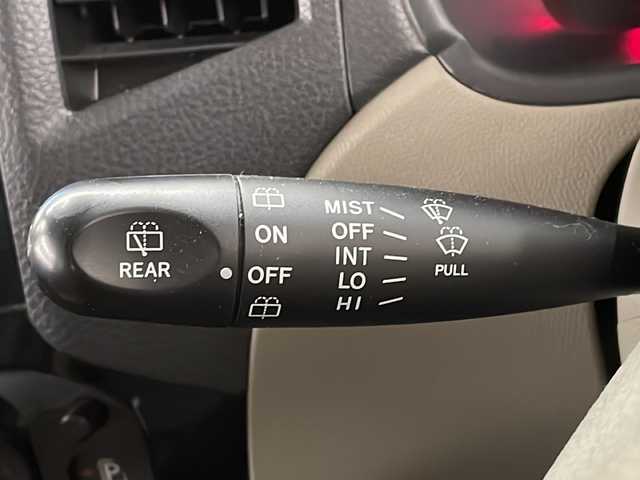 REAR
ON
OFF
MIST
OFF
INT
LO
HI
PULL
P